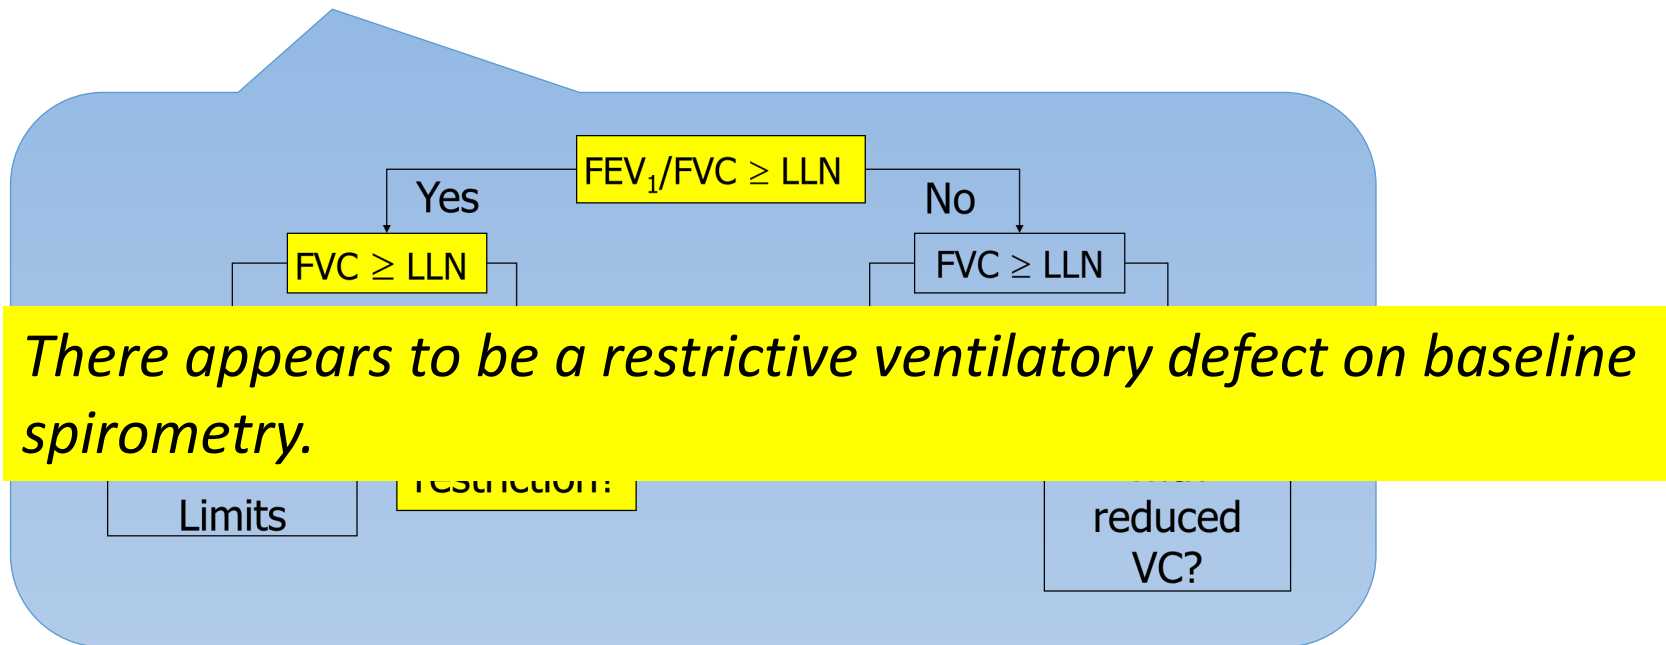 FEV₁/FVC ≥ LLN
Yes
No
FVC ≥ LLN
FVC ≥ LLN
There appears to be a restrictive ventilatory defect on baseline
spirometry.
restriction?
Limits
reduced
VC?